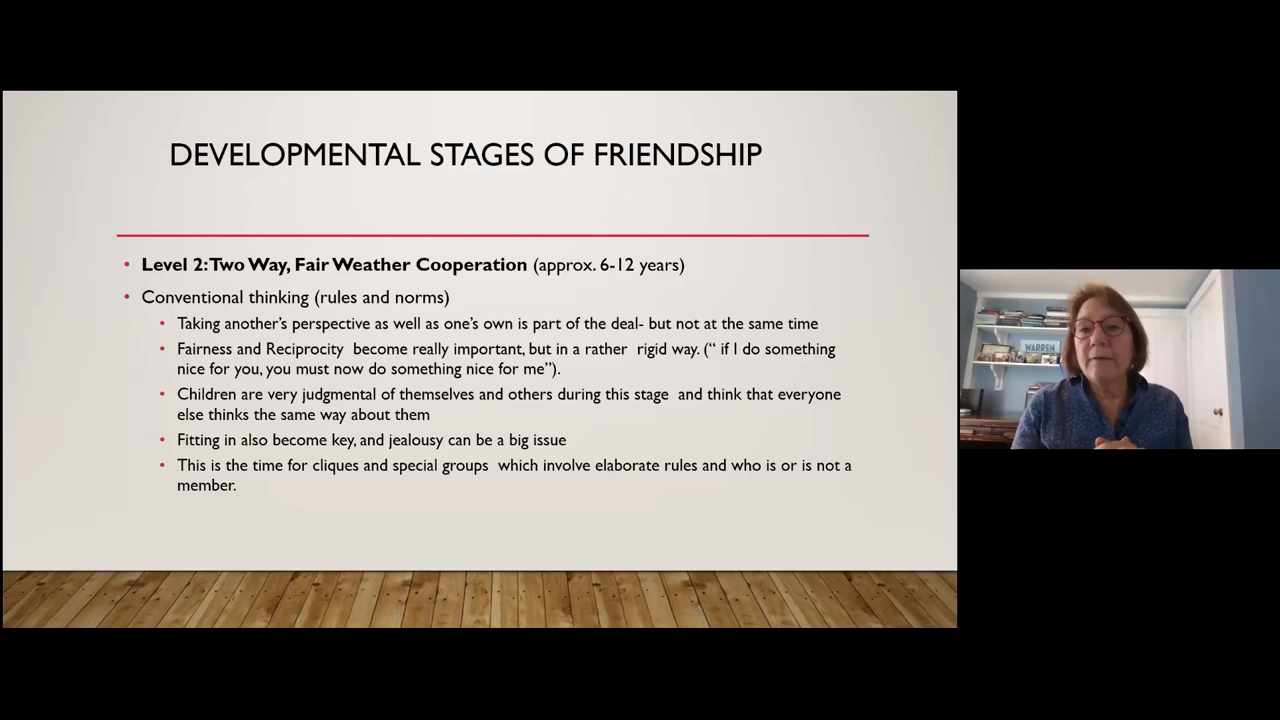 DEVELOPMENTAL STAGES OF FRIENDSHIP
• Level 2: Two Way, Fair Weather Cooperation (approx. 6-12 years)
• Conventional thinking (rules and norms)
• Taking another's perspective as well as one's own is part of the deal- but not at the same time
• Fairness and Reciprocity become really important, but in a rather rigid way. (“ if I do something
nice for you, you must now do something nice for me”).
• Children are very judgmental of themselves and others during this stage and think that everyone
else thinks the same way about them
• Fitting in also become key, and jealousy can be a big issue
• This is the time for cliques and special groups which involve elaborate rules and who is or is not a
member.
WARREN